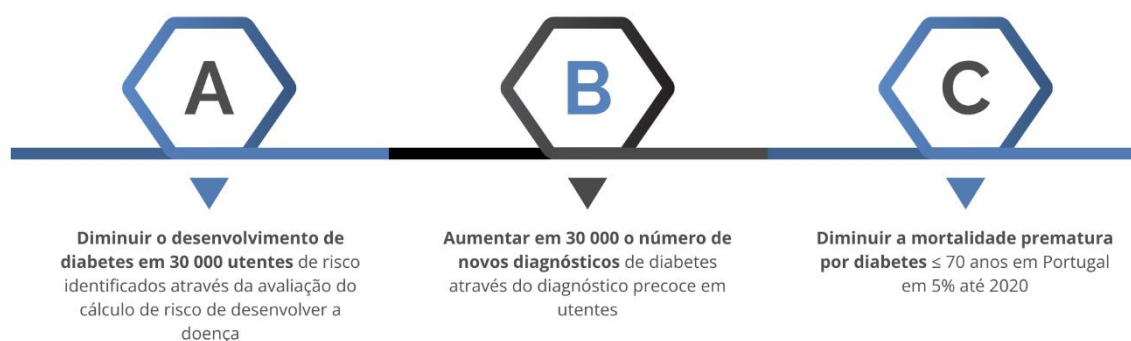 A
B
C
Diminuir o desenvolvimento de
diabetes em 30 000 utentes de risco
identificados através da avaliação do
cálculo de risco de desenvolver a
doença
Aumentar em 30 000 o número de
novos diagnósticos de diabetes
através do diagnóstico precoce em
utentes
Diminuir a mortalidade prematura
por diabetes ≤ 70 anos em Portugal
em 5% até 2020